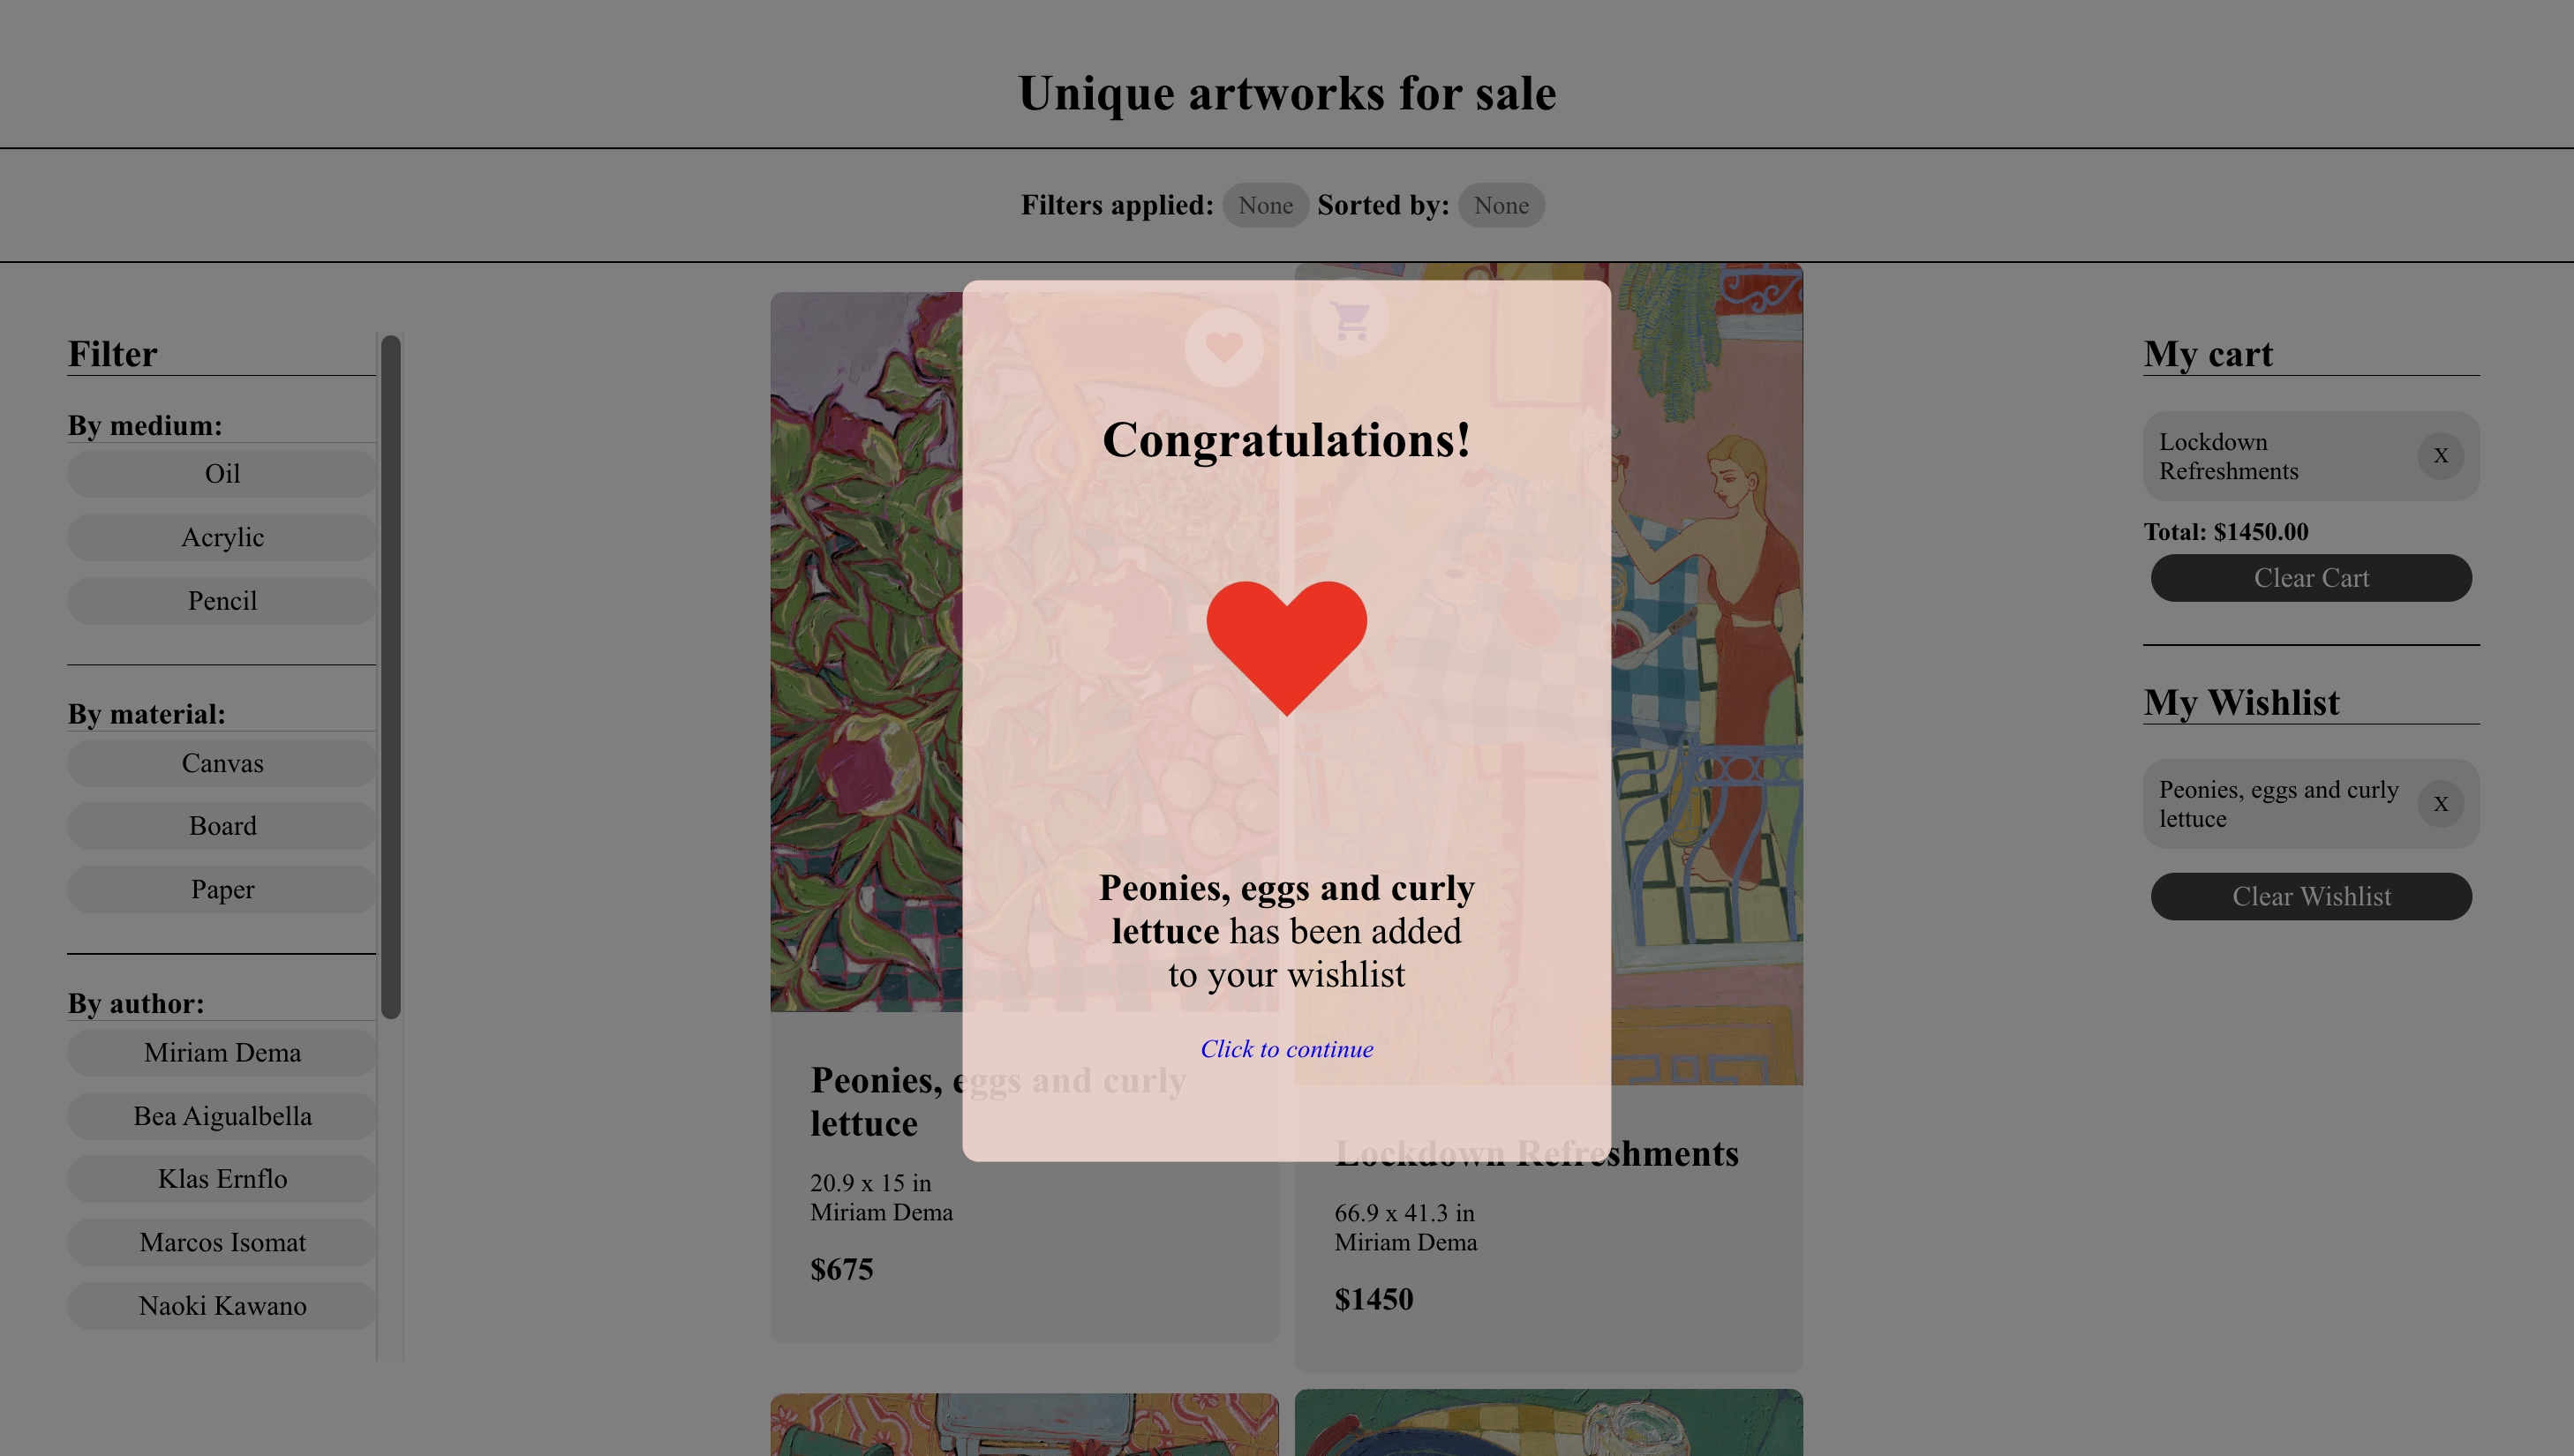 Unique artworks for sale
Filters applied: None Sorted by: None
Filter
By medium:
Oil
Acrylic
Pencil
By material:
Canvas
Board
Paper
By author:
Miriam Dema
Bea Aigualbella
Klas Ernflo
Marcos Isomat
Naoki Kawano
Congratulations!
Peonies, eggs and curly
lettuce has been added
to your wishlist
Click to continue
Peonies, eggs and curly
lettuce
20.9 x 15 in
Miriam Dema
$675
Lockdown Refreshments
66.9 x 41.3 in
Miriam Dema
$1450
My cart
Lockdown
Refreshments
X
Total: $1450.00
Clear Cart
My Wishlist
Peonies, eggs and curly
lettuce
X
Clear Wishlist